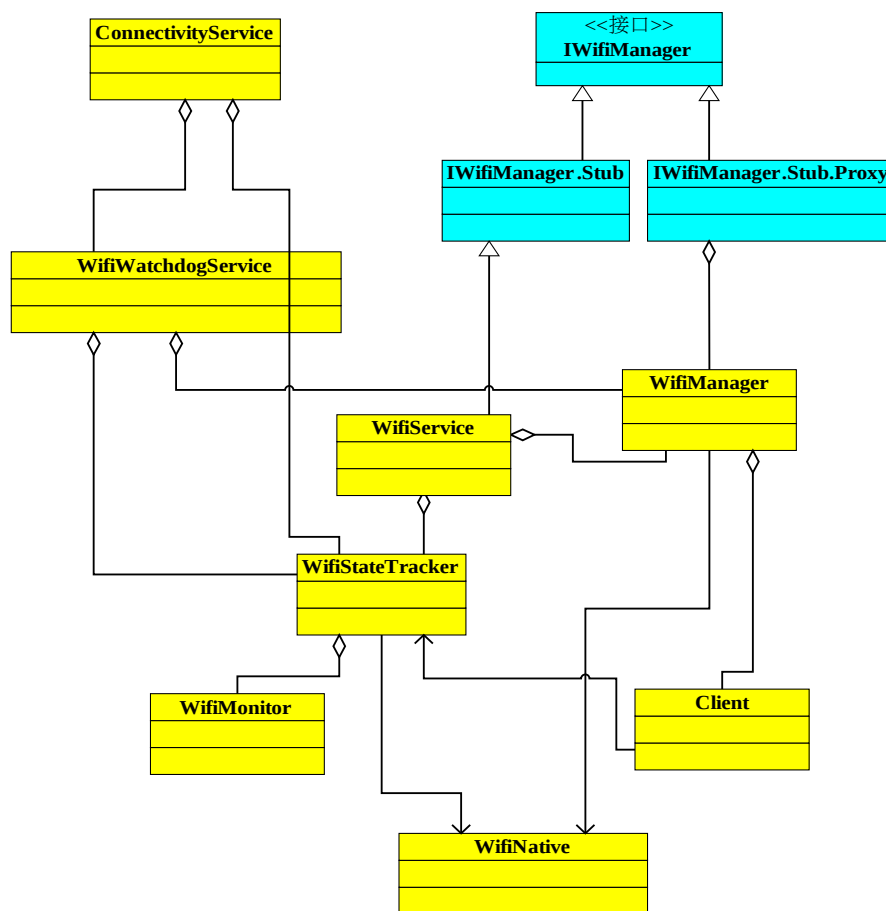 ConnectivityService
<<接口>>
IWifiManager
IWifiManager.Stub
IWifiManager.Stub.Proxy
WifiWatchdogService
WifiManager
WifiService
WifiStateTracker
WifiMonitor
Client
WifiNative